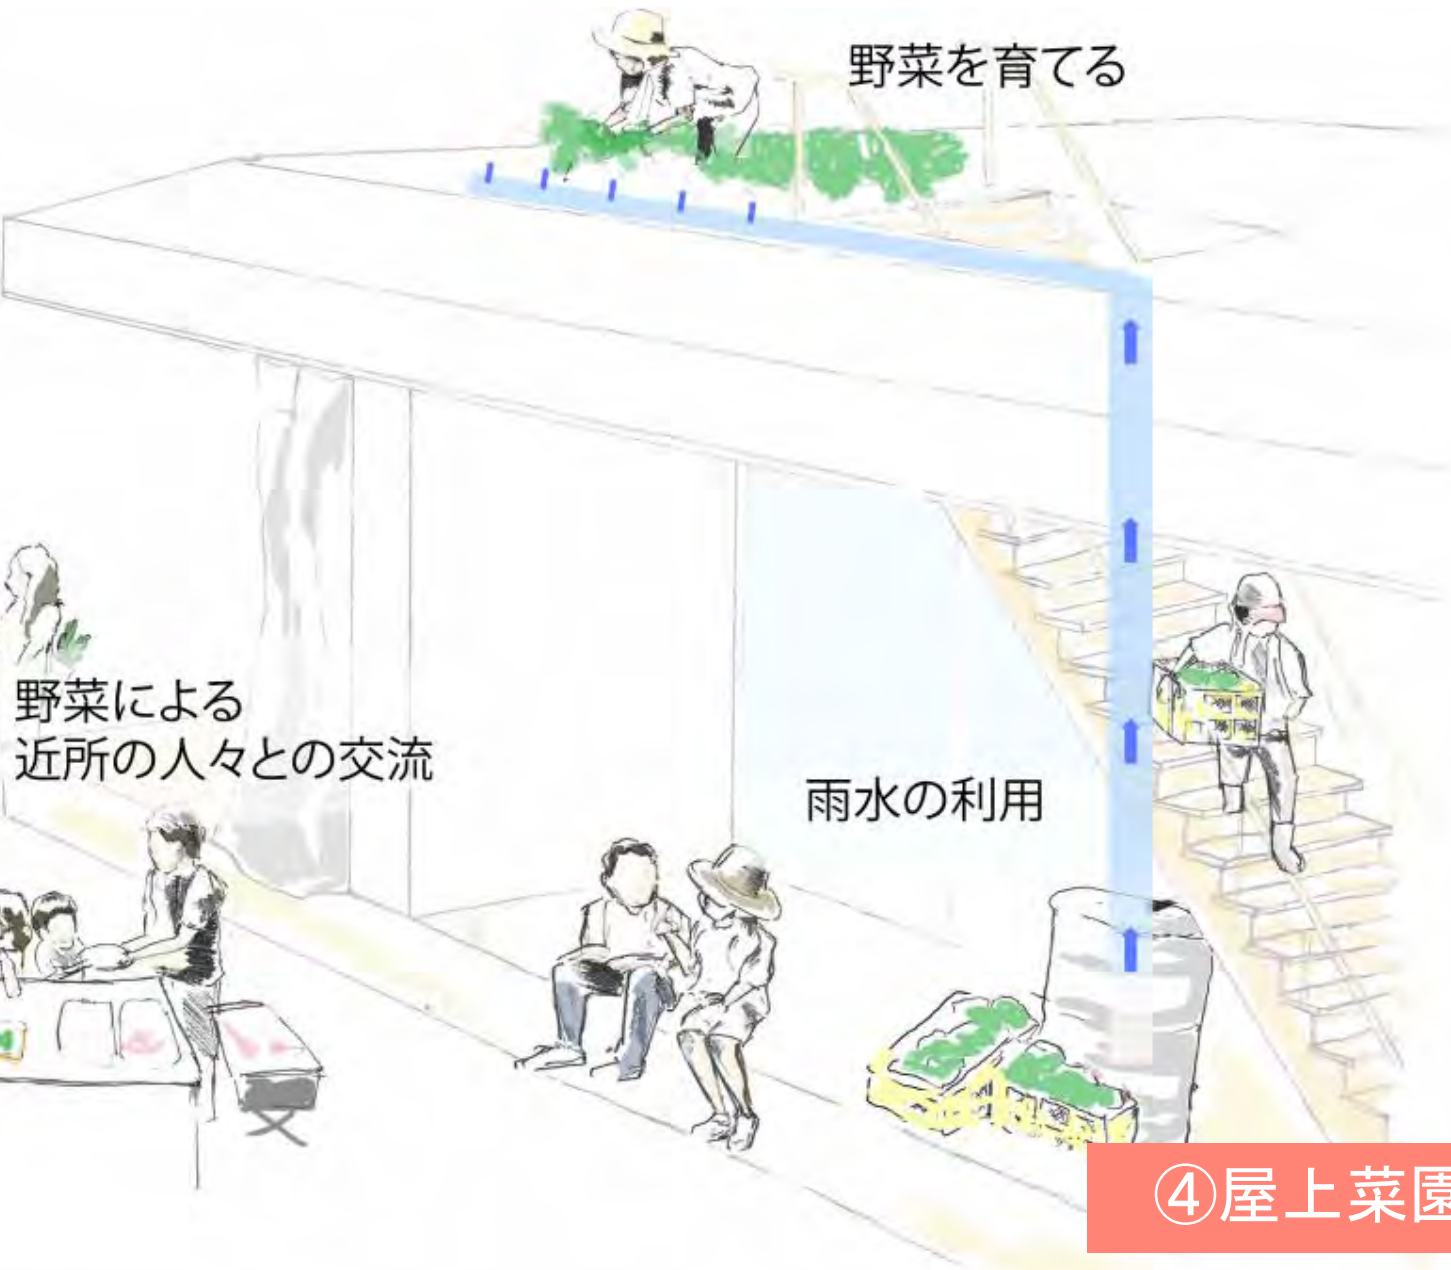 野菜を育てる
野菜による
近所の人々との交流
雨水の利用
④屋上菜園